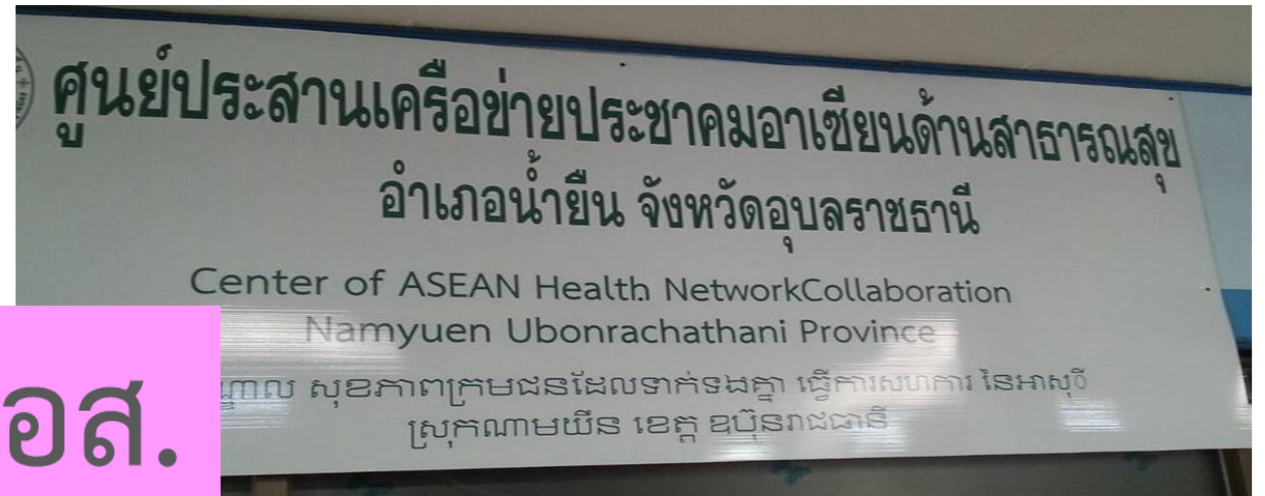 ศูนย์ประสานเครือข่ายประชาคมอาเซียนด้านสาธารณสุข
อำเภอน้ำยืน จังหวัดอุบลราชธานี
Center of ASEAN Health NetworkCollaboration
Namyuen Ubonrachathani Province
សុខភាពក្រុមជនដែលទាក់ទងគ្នា ធ្វើការសហការ នៃអាស៊ី
ស្រុកណាមយឺន ខេត្ត ឧប៊ុនរាជធានី
อส.